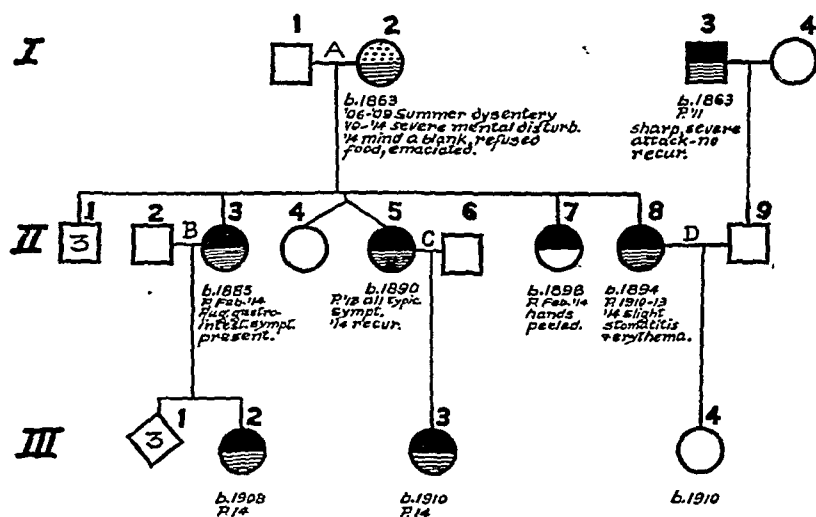 I
1 A 2
3 4
b.1863
'06-'09 Summer dysentery
'10-'14 severe mental disturb.
'14 mind a blank, refused
food, emaciated.
b.1863
P.'11
sharp, severe
attack-no
recur.
II
1 2 B 3 4 5 C 6 7 8 D 9
3
b.1885
P. Feb.'14
Aug. gastro-
intest. sympt.
present.
b.1890
P.'13 all typic
sympt.
'14 recur.
b.1898
P. Feb.'14
hands
peeled.
b.1894
P. 1910-13
'14 slight
stomatitis
+ erythema.
III
1 2 3 4
3
b.1908
P.14
b.1910
P.14
b.1910